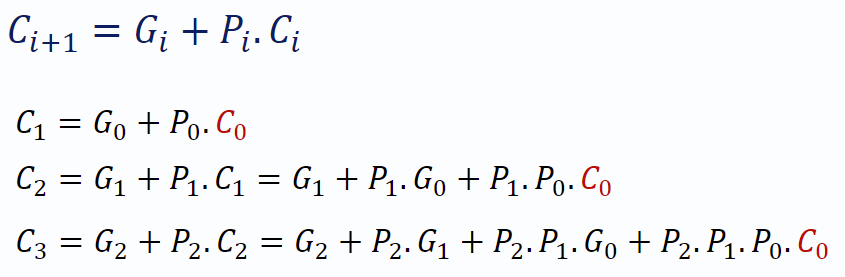 C_{i+1} = G_i + P_i.C_i
C_1 = G_0 + P_0.C_0
C_2 = G_1 + P_1.C_1 = G_1 + P_1.G_0 + P_1.P_0.C_0
C_3 = G_2 + P_2.C_2 = G_2 + P_2.G_1 + P_2.P_1.G_0 + P_2.P_1.P_0.C_0